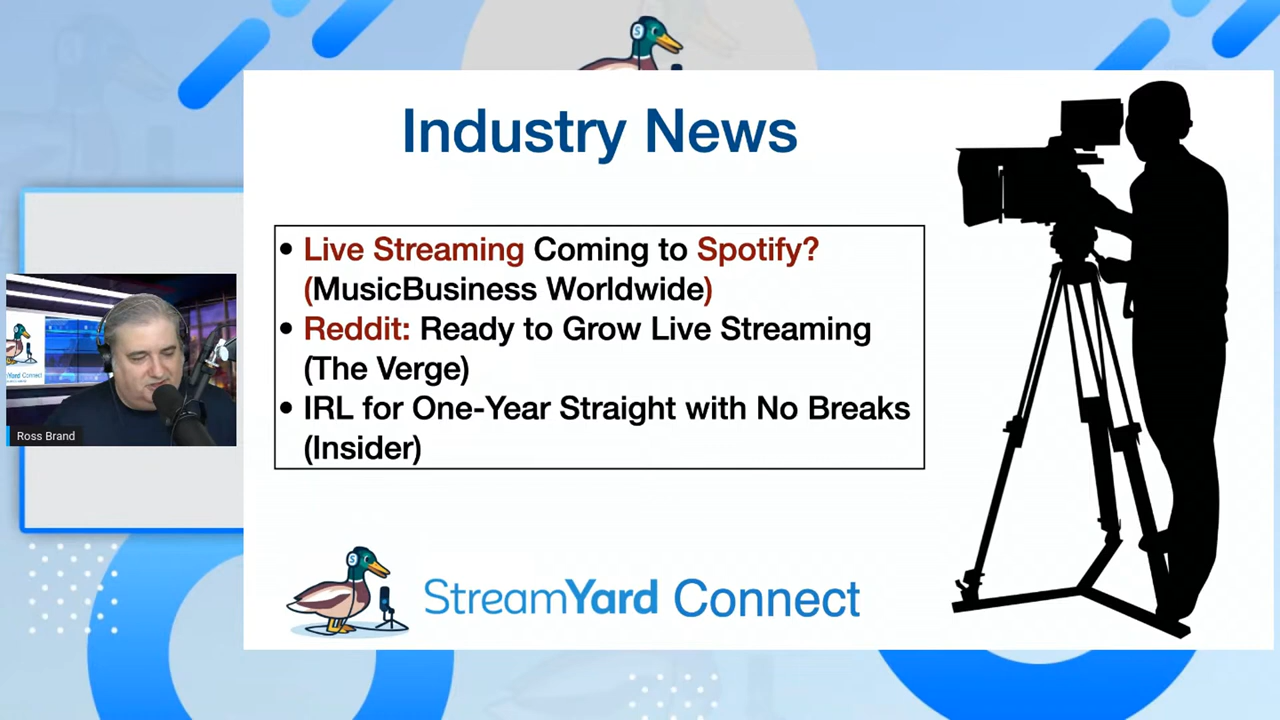 Industry News
• Live Streaming Coming to Spotify?
(MusicBusiness Worldwide)
• Reddit: Ready to Grow Live Streaming
(The Verge)
• IRL for One-Year Straight with No Breaks
(Insider)
Ross Brand
StreamYard Connect